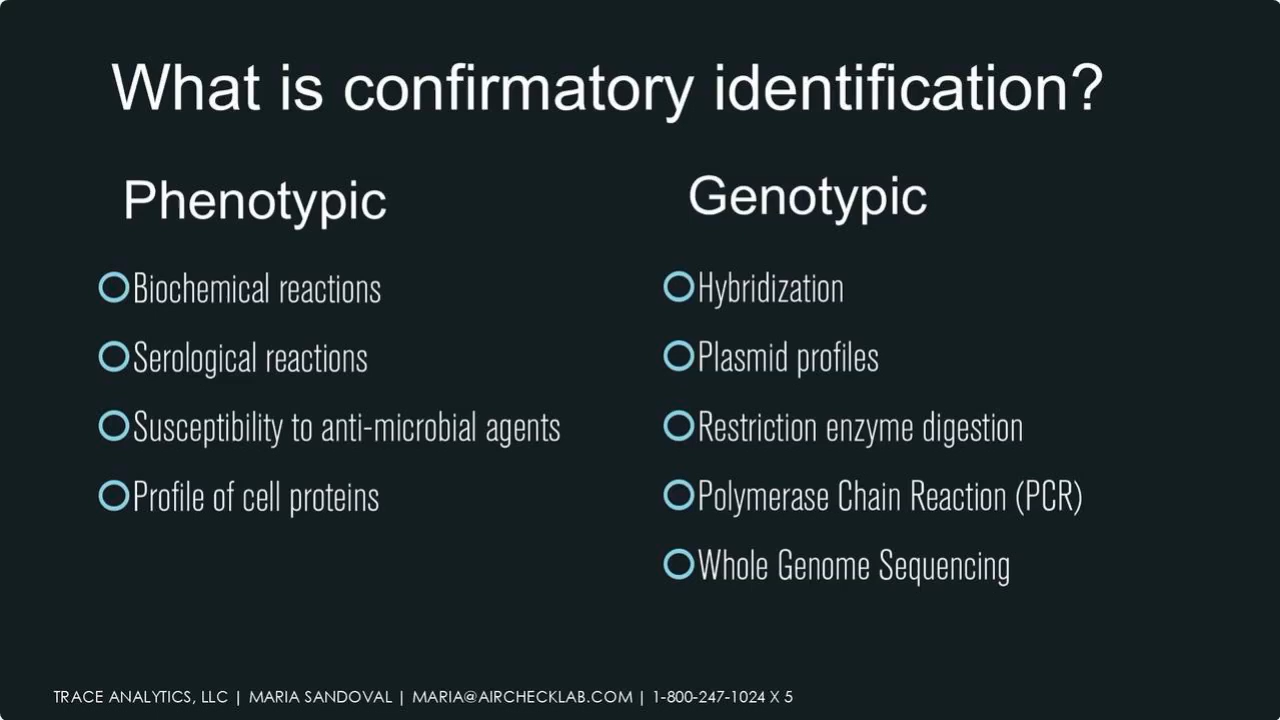 What is confirmatory identification?
Phenotypic
Biochemical reactions
Serological reactions
Susceptibility to anti-microbial agents
Profile of cell proteins
Genotypic
Hybridization
Plasmid profiles
Restriction enzyme digestion
Polymerase Chain Reaction (PCR)
Whole Genome Sequencing
TRACE ANALYTICS, LLC | MARIA SANDOVAL | MARIA@AIRCHECKLAB.COM | 1-800-247-1024 X 5